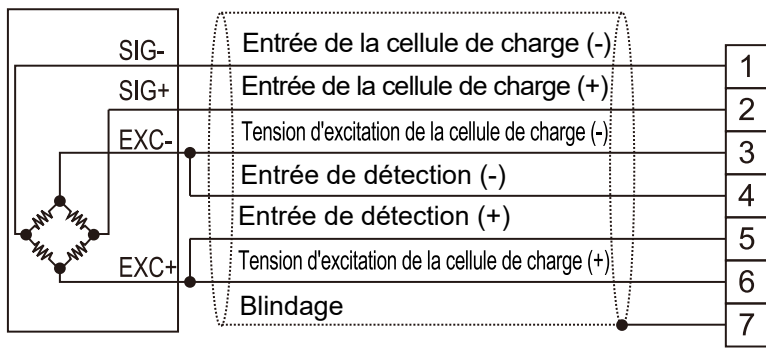 SIG- Entrée de la cellule de charge (-) 1
SIG+ Entrée de la cellule de charge (+) 2
EXC- Tension d'excitation de la cellule de charge (-) 3
Entrée de détection (-) 4
Entrée de détection (+) 5
EXC+ Tension d'excitation de la cellule de charge (+) 6
Blindage 7